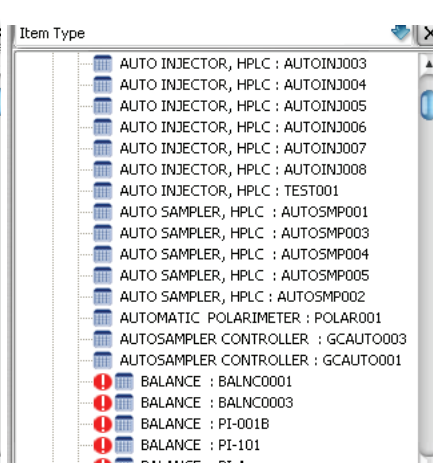 Item Type
AUTO INJECTOR, HPLC : AUTOINJ003
AUTO INJECTOR, HPLC : AUTOINJ004
AUTO INJECTOR, HPLC : AUTOINJ005
AUTO INJECTOR, HPLC : AUTOINJ006
AUTO INJECTOR, HPLC : AUTOINJ007
AUTO INJECTOR, HPLC : AUTOINJ008
AUTO INJECTOR, HPLC : TEST001
AUTO SAMPLER, HPLC : AUTOSMP001
AUTO SAMPLER, HPLC : AUTOSMP003
AUTO SAMPLER, HPLC : AUTOSMP004
AUTO SAMPLER, HPLC : AUTOSMP005
AUTO SAMPLER, HPLC : AUTOSMP002
AUTOMATIC POLARIMETER : POLAR001
AUTOSAMPLER CONTROLLER : GCAUTO003
AUTOSAMPLER CONTROLLER : GCAUTO001
BALANCE : BALNC0001
BALANCE : BALNC0003
BALANCE : PI-001B
BALANCE : PI-101